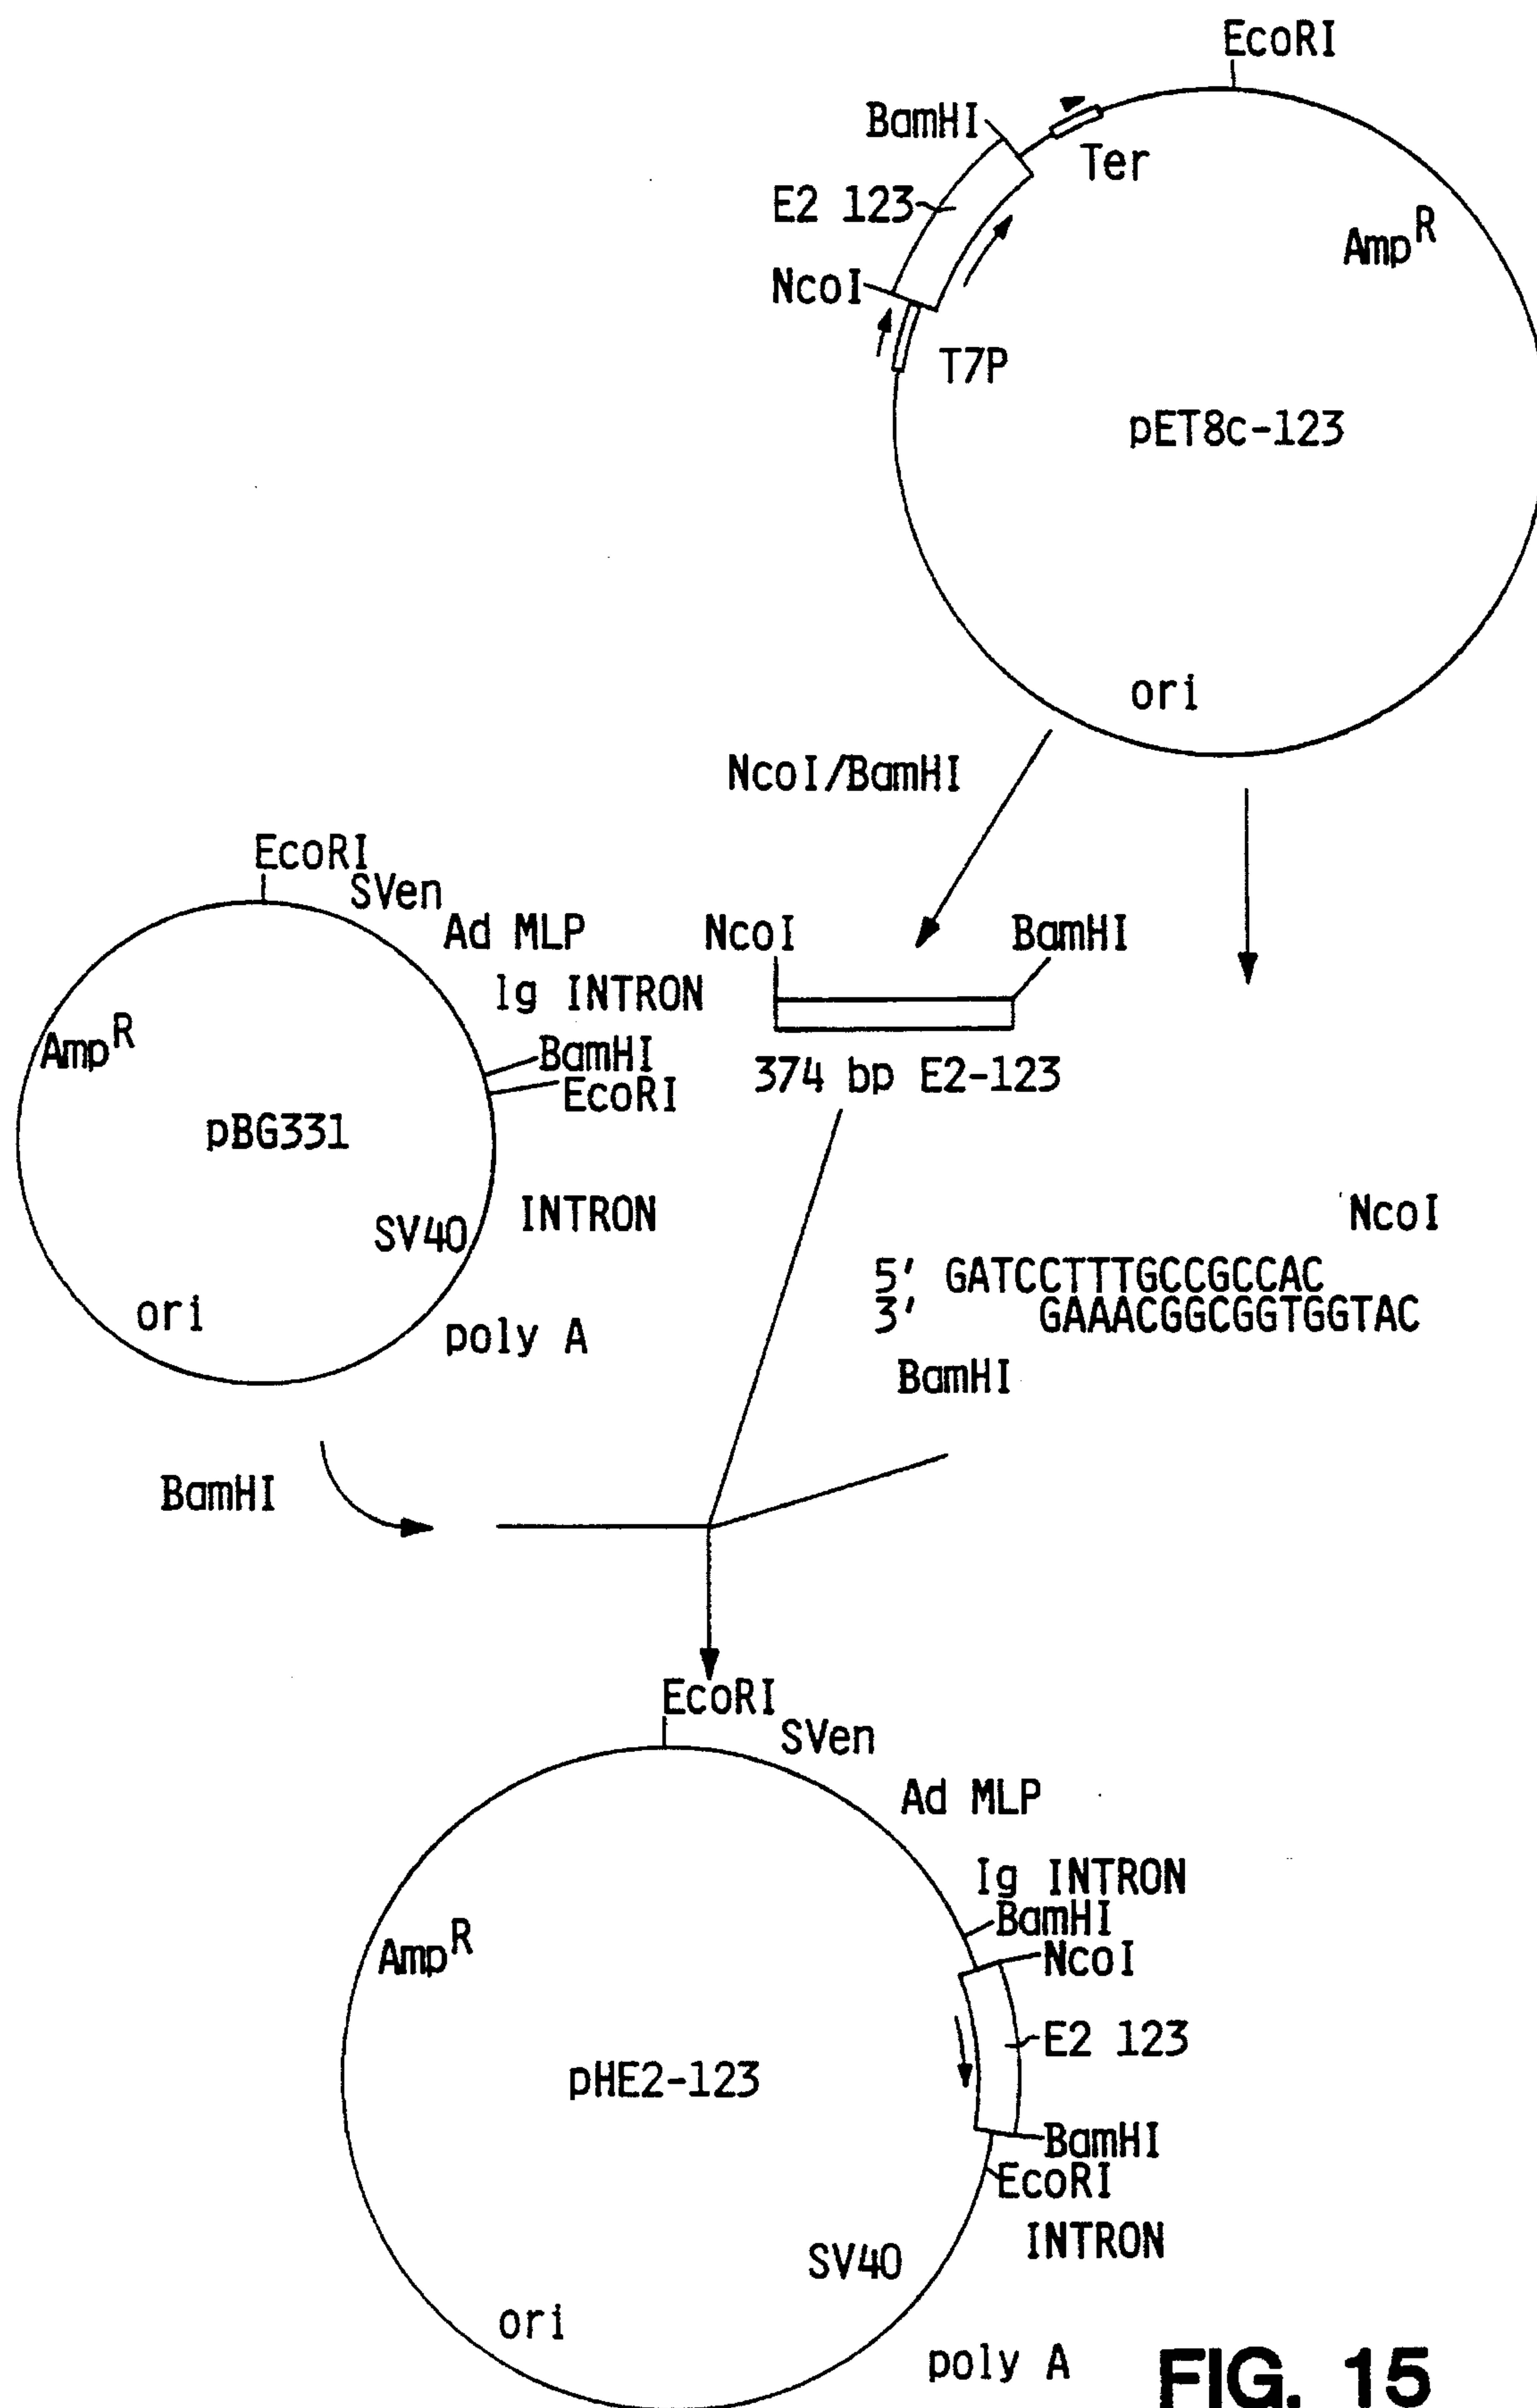 EcoRI
BamHI
Ter
E2 123
Amp^R
NcoI
T7P
pET8c-123
ori
NcoI/BamHI
EcoRI
SVen
Ad MLP
Ig INTRON
BamHI
EcoRI
Amp^R
pBG331
INTRON
SV40
ori
poly A
NcoI
BamHI
374 bp E2-123
NcoI
5' GATCCTTTGCCGCCAC
3' GAAACGGCGGTGGTAC
BamHI
BamHI
EcoRI
SVen
Ad MLP
Ig INTRON
BamHI
NcoI
Amp^R
E2 123
pHE2-123
BamHI
EcoRI
INTRON
SV40
ori
poly A
FIG. 15